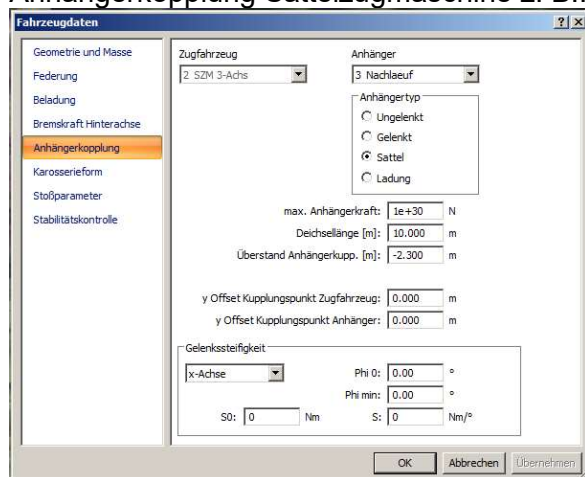 Anhängerkopplung Sattelzugmaschine z. B.:
Fahrzeugdaten
Geometrie und Masse
Federung
Beladung
Bremskraft Hinterachse
Anhängerkopplung
Karosserieform
Stoßparameter
Stabilitätskontrolle
Zugfahrzeug
Anhänger
2 SZM 3-Achs
3 Nachlaeuf
Anhängertyp
Ungelenkt
Gelenkt
Sattel
Ladung
max. Anhängerkraft: 1e+30 N
Deichsellänge [m]: 10.000 m
Überstand Anhängerkupp. [m]: -2.300 m
y Offset Kupplungspunkt Zugfahrzeug: 0.000 m
y Offset Kupplungspunkt Anhänger: 0.000 m
Gelenkssteifigkeit
x-Achse
Phi 0: 0.00 °
Phi min: 0.00 °
S0: 0 Nm S: 0 Nm/°
OK Abbrechen Übernehmen